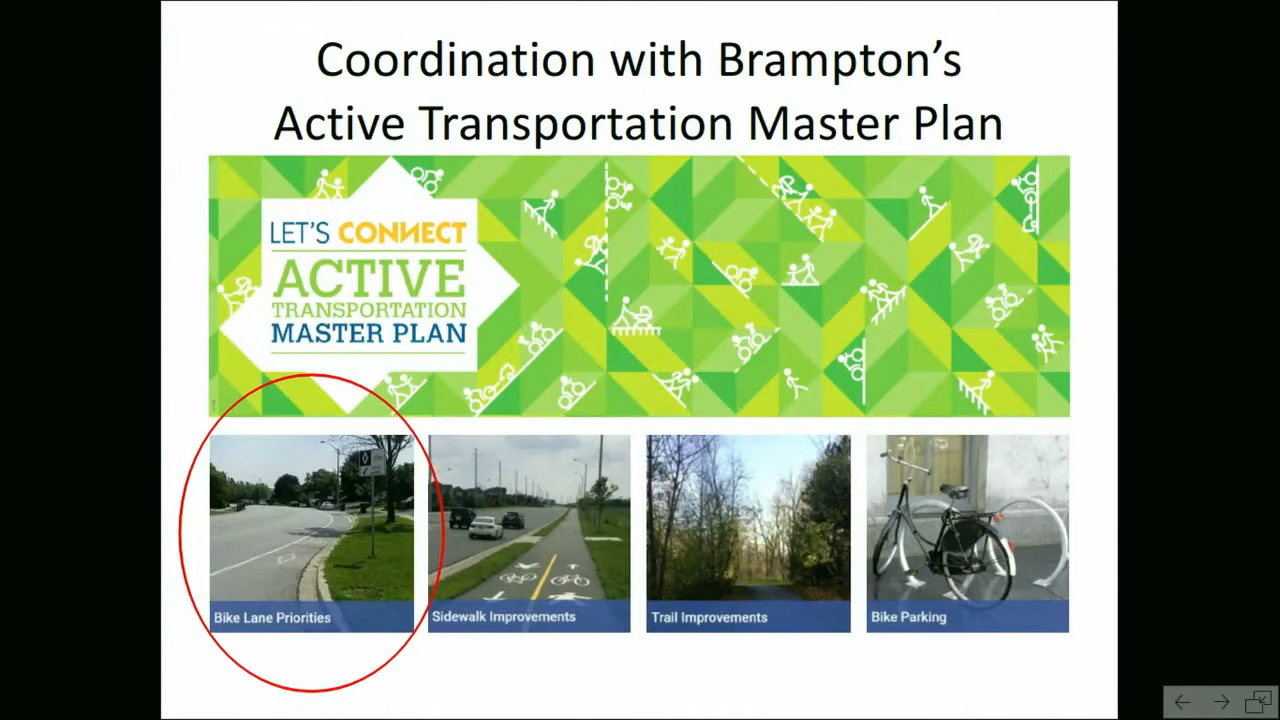 Coordination with Brampton’s
Active Transportation Master Plan
LET'S CONNECT
ACTIVE
TRANSPORTATION
MASTER PLAN
Bike Lane Priorities
Sidewalk Improvements
Trail Improvements
Bike Parking